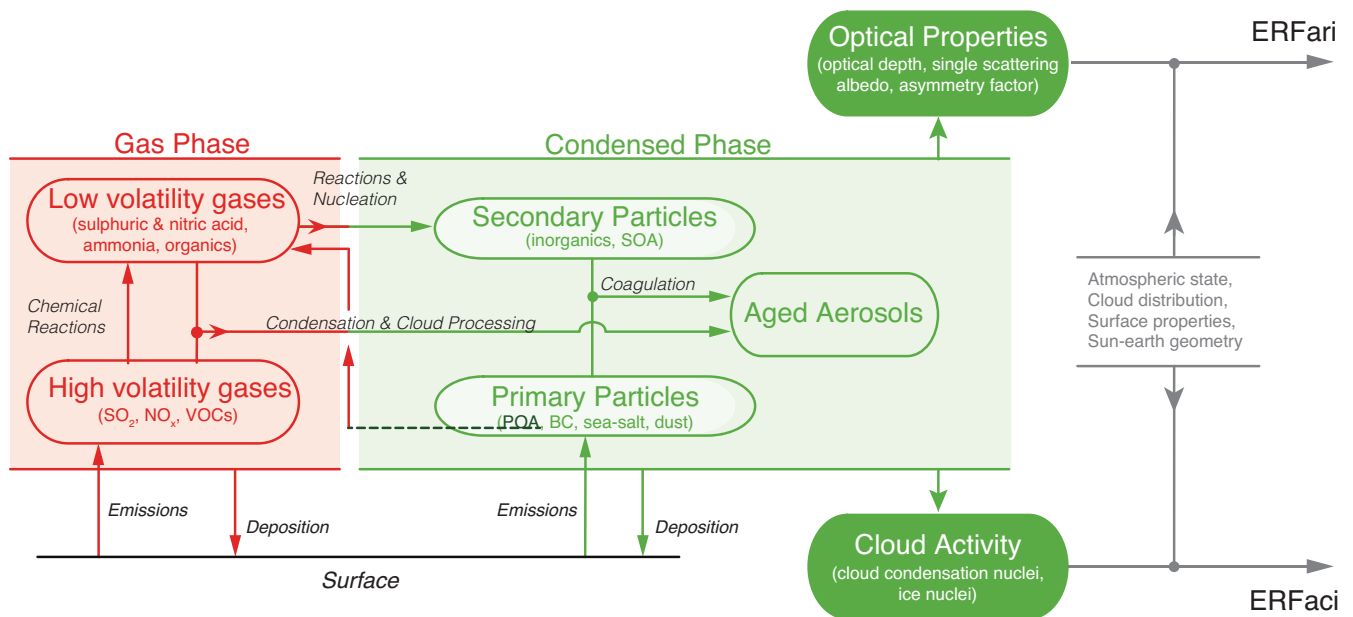 Optical Properties
(optical depth, single scattering
albedo, asymmetry factor)
ERFari
Gas Phase
Condensed Phase
Low volatility gases
(sulphuric & nitric acid,
ammonia, organics)
Reactions &
Nucleation
Secondary Particles
(inorganics, SOA)
Chemical
Reactions
Coagulation
Condensation & Cloud Processing
Aged Aerosols
Atmospheric state,
Cloud distribution,
Surface properties,
Sun-earth geometry
High volatility gases
(SO₂, NOₓ, VOCs)
Primary Particles
(POA, BC, sea-salt, dust)
Emissions
Deposition
Emissions
Deposition
Surface
Cloud Activity
(cloud condensation nuclei,
ice nuclei)
ERFaci